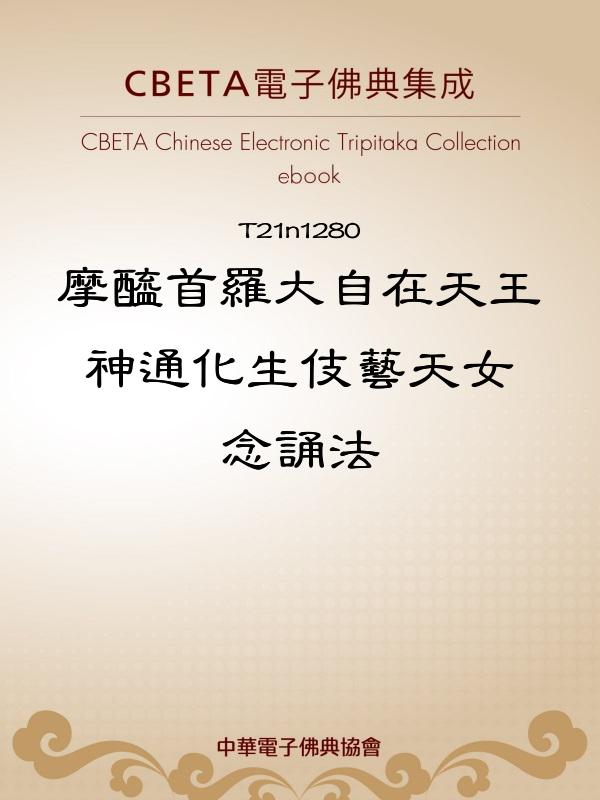 CBETA電子佛典集成
CBETA Chinese Electronic Tripitaka Collection
ebook
T21n1280
摩醯首羅大自在天王
神通化生伎藝天女
念誦法
中華電子佛典協會